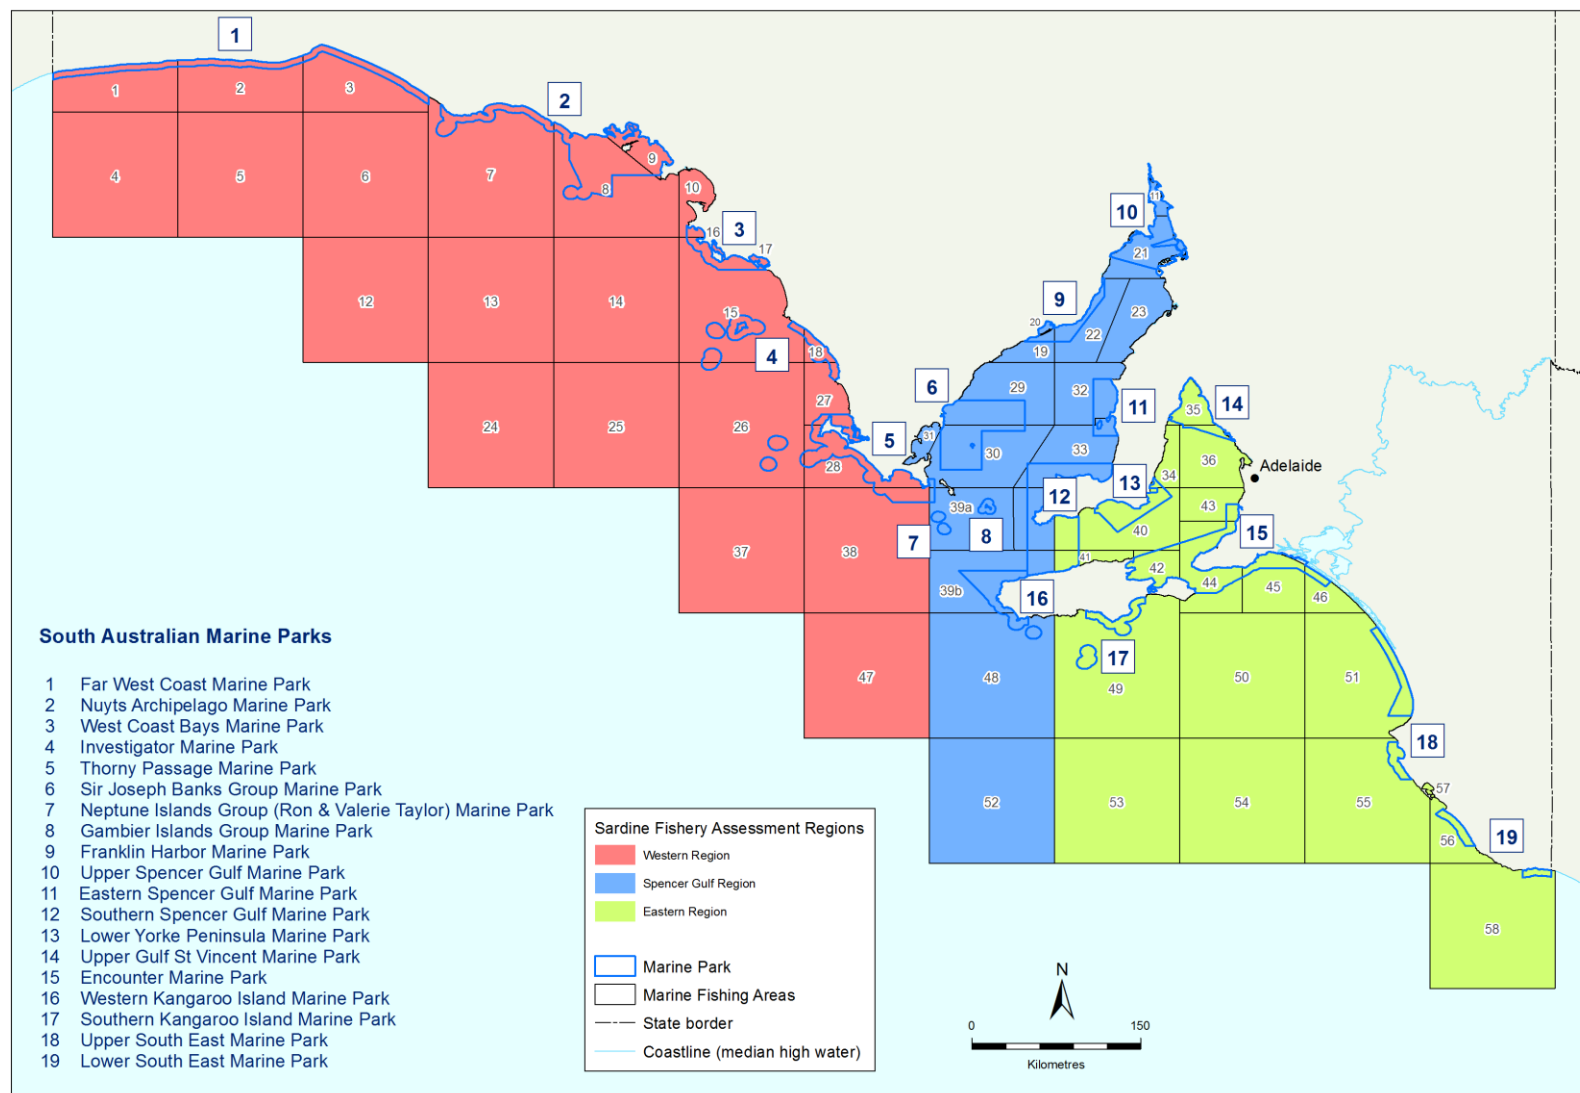 1
2
3
1
2
3
9
4
5
6
7
8
10
11
10
16
3
17
21
12
13
14
15
9
20
22
23
19
4
18
6
29
32
11
14
35
24
25
26
27
5
31
30
33
36
Adelaide
28
12
13
34
39a
43
37
38
7
8
40
15
41
42
39b
16
44
45
46
47
48
17
49
50
51
18
52
53
54
55
57
56
19
58
South Australian Marine Parks
1 Far West Coast Marine Park
2 Nuyts Archipelago Marine Park
3 West Coast Bays Marine Park
4 Investigator Marine Park
5 Thorny Passage Marine Park
6 Sir Joseph Banks Group Marine Park
7 Neptune Islands Group (Ron & Valerie Taylor) Marine Park
8 Gambier Islands Group Marine Park
9 Franklin Harbor Marine Park
10 Upper Spencer Gulf Marine Park
11 Eastern Spencer Gulf Marine Park
12 Southern Spencer Gulf Marine Park
13 Lower Yorke Peninsula Marine Park
14 Upper Gulf St Vincent Marine Park
15 Encounter Marine Park
16 Western Kangaroo Island Marine Park
17 Southern Kangaroo Island Marine Park
18 Upper South East Marine Park
19 Lower South East Marine Park
Sardine Fishery Assessment Regions
Western Region
Spencer Gulf Region
Eastern Region
Marine Park
Marine Fishing Areas
State border
Coastline (median high water)
N
0 150
Kilometres